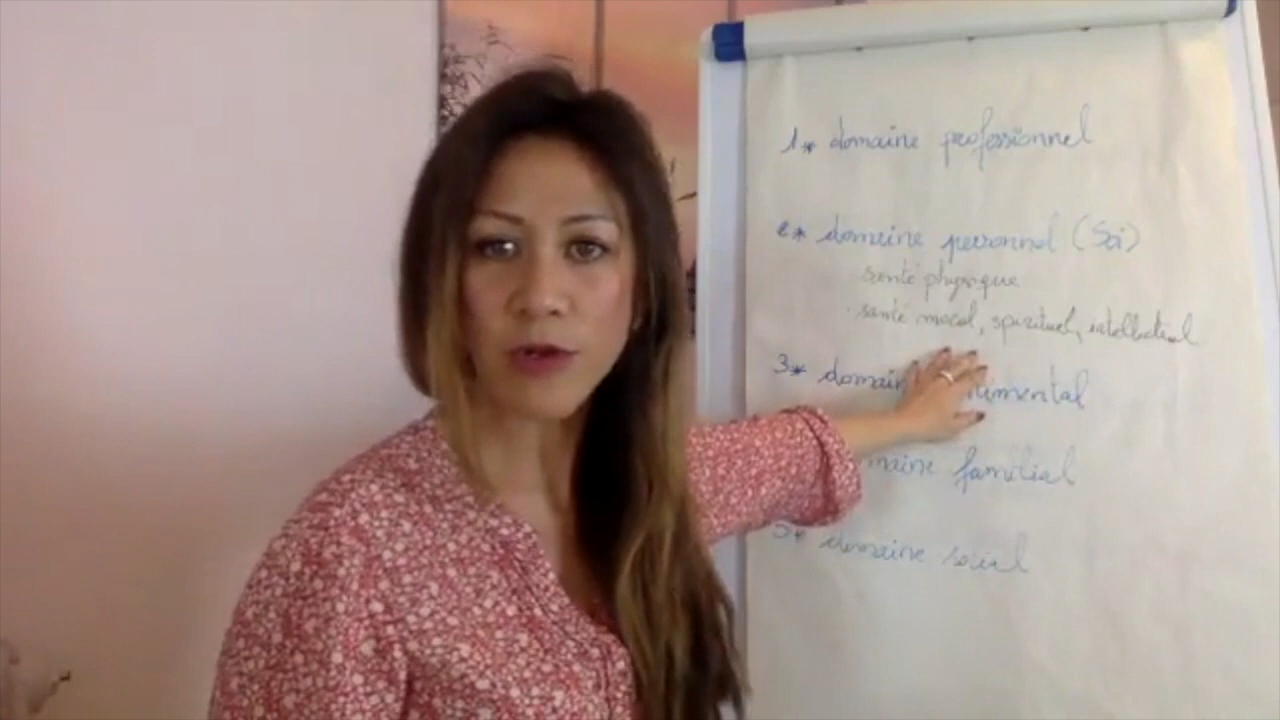 1* domaine professionnel
2* domaine personnel (Soi)
santé physique
· santé moral, spirituel, intellectuel
3*
familial
5* domaine social